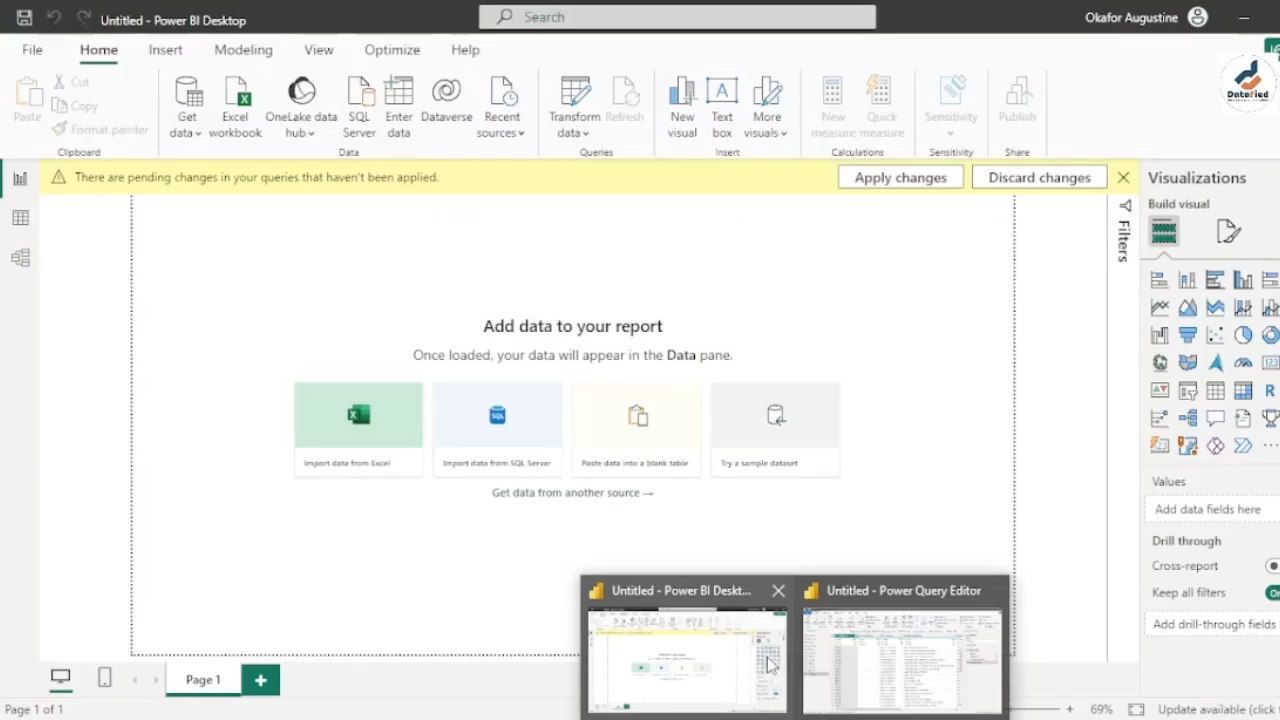 Untitled - Power BI Desktop
Search
Okafor Augustine
File Home Insert Modeling View Optimize Help
Paste
Cut
Copy
Format painter
Clipboard
Get data
Excel workbook
OneLake data hub
SQL Server
Enter data
Dataverse
Recent sources
Data
Transform data
Refresh
Queries
New visual
Text box
More visuals
Insert
New measure
Quick measure
Calculations
Sensitivity
Sensitivity
Publish
Share
DataFied
There are pending changes in your queries that haven't been applied.
Apply changes
Discard changes
Filters
Visualizations
Build visual
Add data to your report
Once loaded, your data will appear in the Data pane.
Import data from Excel
Import data from SQL Server
Paste data into a blank table
Try a sample dataset
Get data from another source →
Values
Add data fields here
Drill through
Cross-report
Keep all filters
On
Add drill-through fields
Untitled - Power BI Deskt...
Untitled - Power Query Editor
Page 1
Page 1 of 1
69%
Update available (click